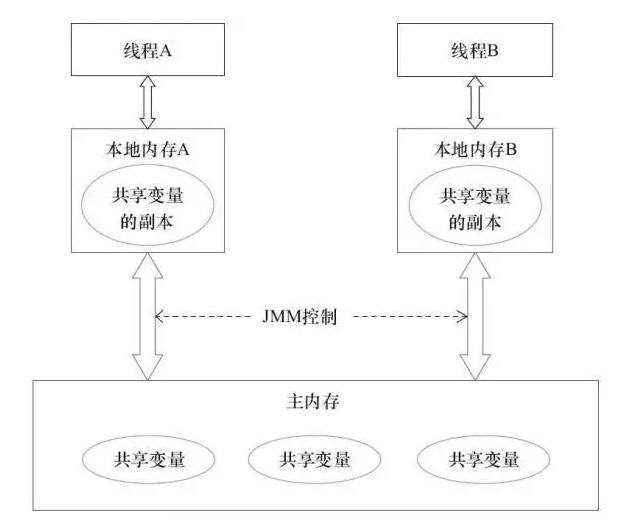 线程A
线程B
本地内存A
本地内存B
共享变量
的副本
共享变量
的副本
JMM控制
主内存
共享变量
共享变量
共享变量